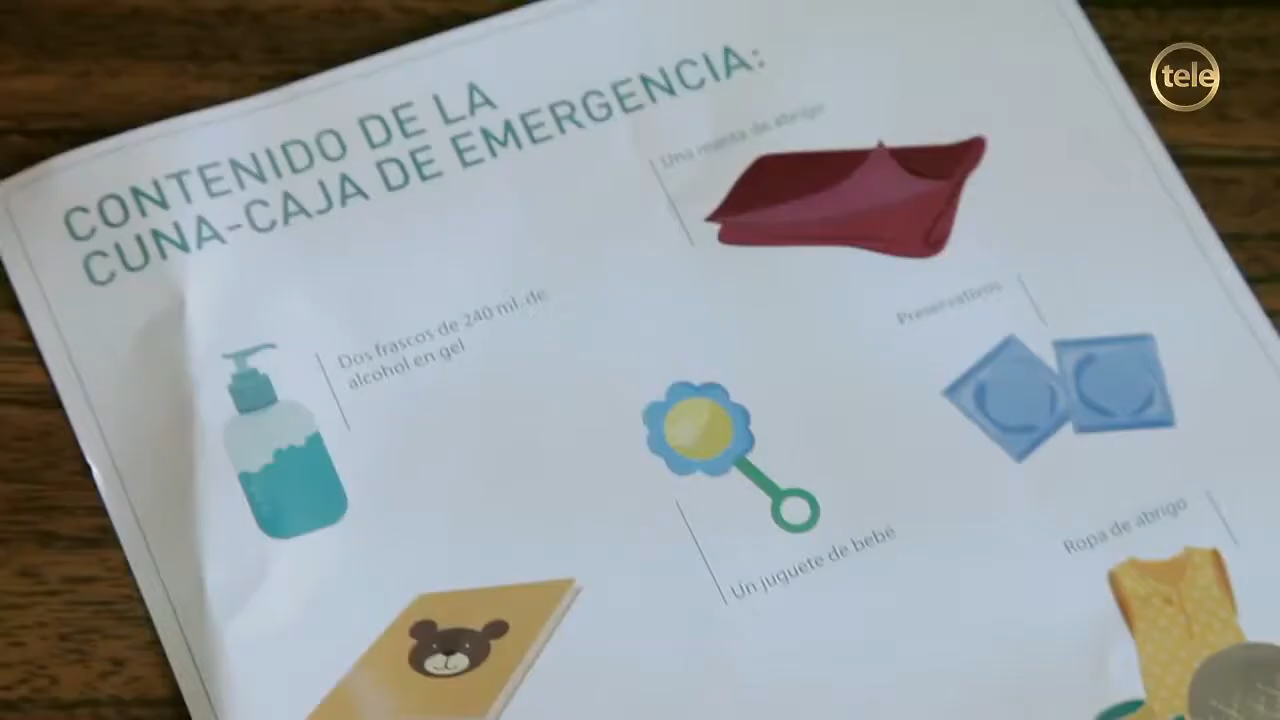 CONTENIDO DE LA
CUNA-CAJA DE EMERGENCIA:
Una manta de abrigo
Dos frascos de 240 ml. de
alcohol en gel
Preservativos
Un juguete de bebé
Ropa de abrigo
tele